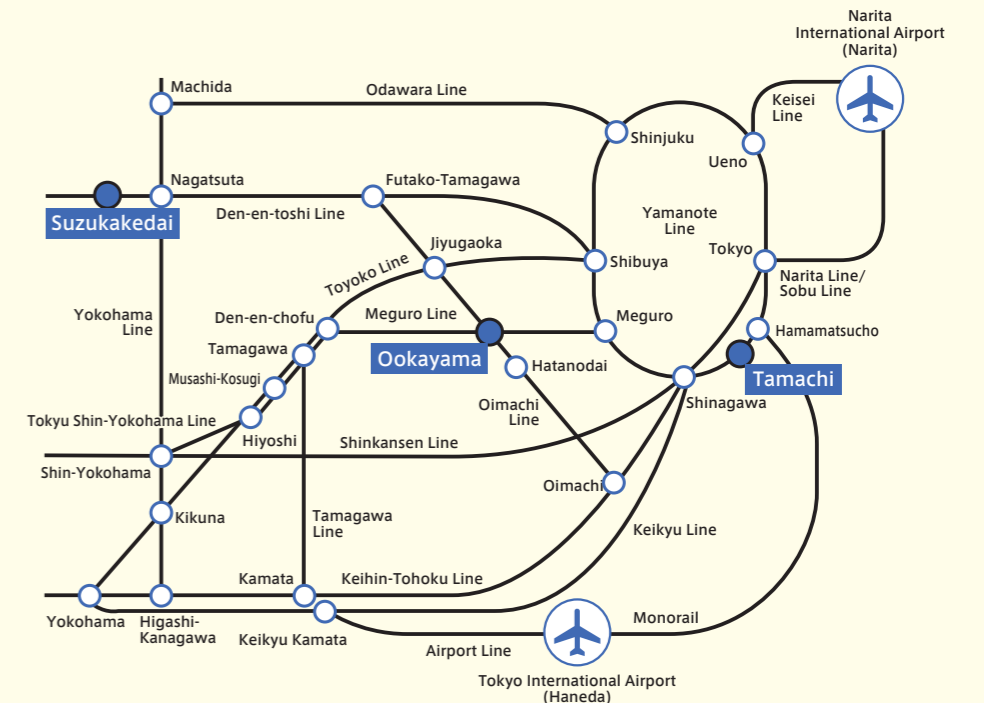 Narita
International Airport
(Narita)
Machida
Odawara Line
Keisei
Line
Shinjuku
Ueno
Nagatsuta
Futako-Tamagawa
Suzukakedai
Den-en-toshi Line
Yamanote
Line
Jiyugaoka
Tokyo
Toyoko Line
Shibuya
Narita Line/
Sobu Line
Yokohama
Line
Den-en-chofu
Meguro Line
Meguro
Hamamatsucho
Tamagawa
Ookayama
Hatanodai
Tamachi
Musashi-Kosugi
Oimachi
Line
Shinagawa
Tokyu Shin-Yokohama Line
Hiyoshi
Shinkansen Line
Shin-Yokohama
Oimachi
Kikuna
Tamagawa
Line
Keikyu Line
Kamata
Keihin-Tohoku Line
Yokohama
Higashi-
Kanagawa
Keikyu Kamata
Monorail
Airport Line
Tokyo International Airport
(Haneda)